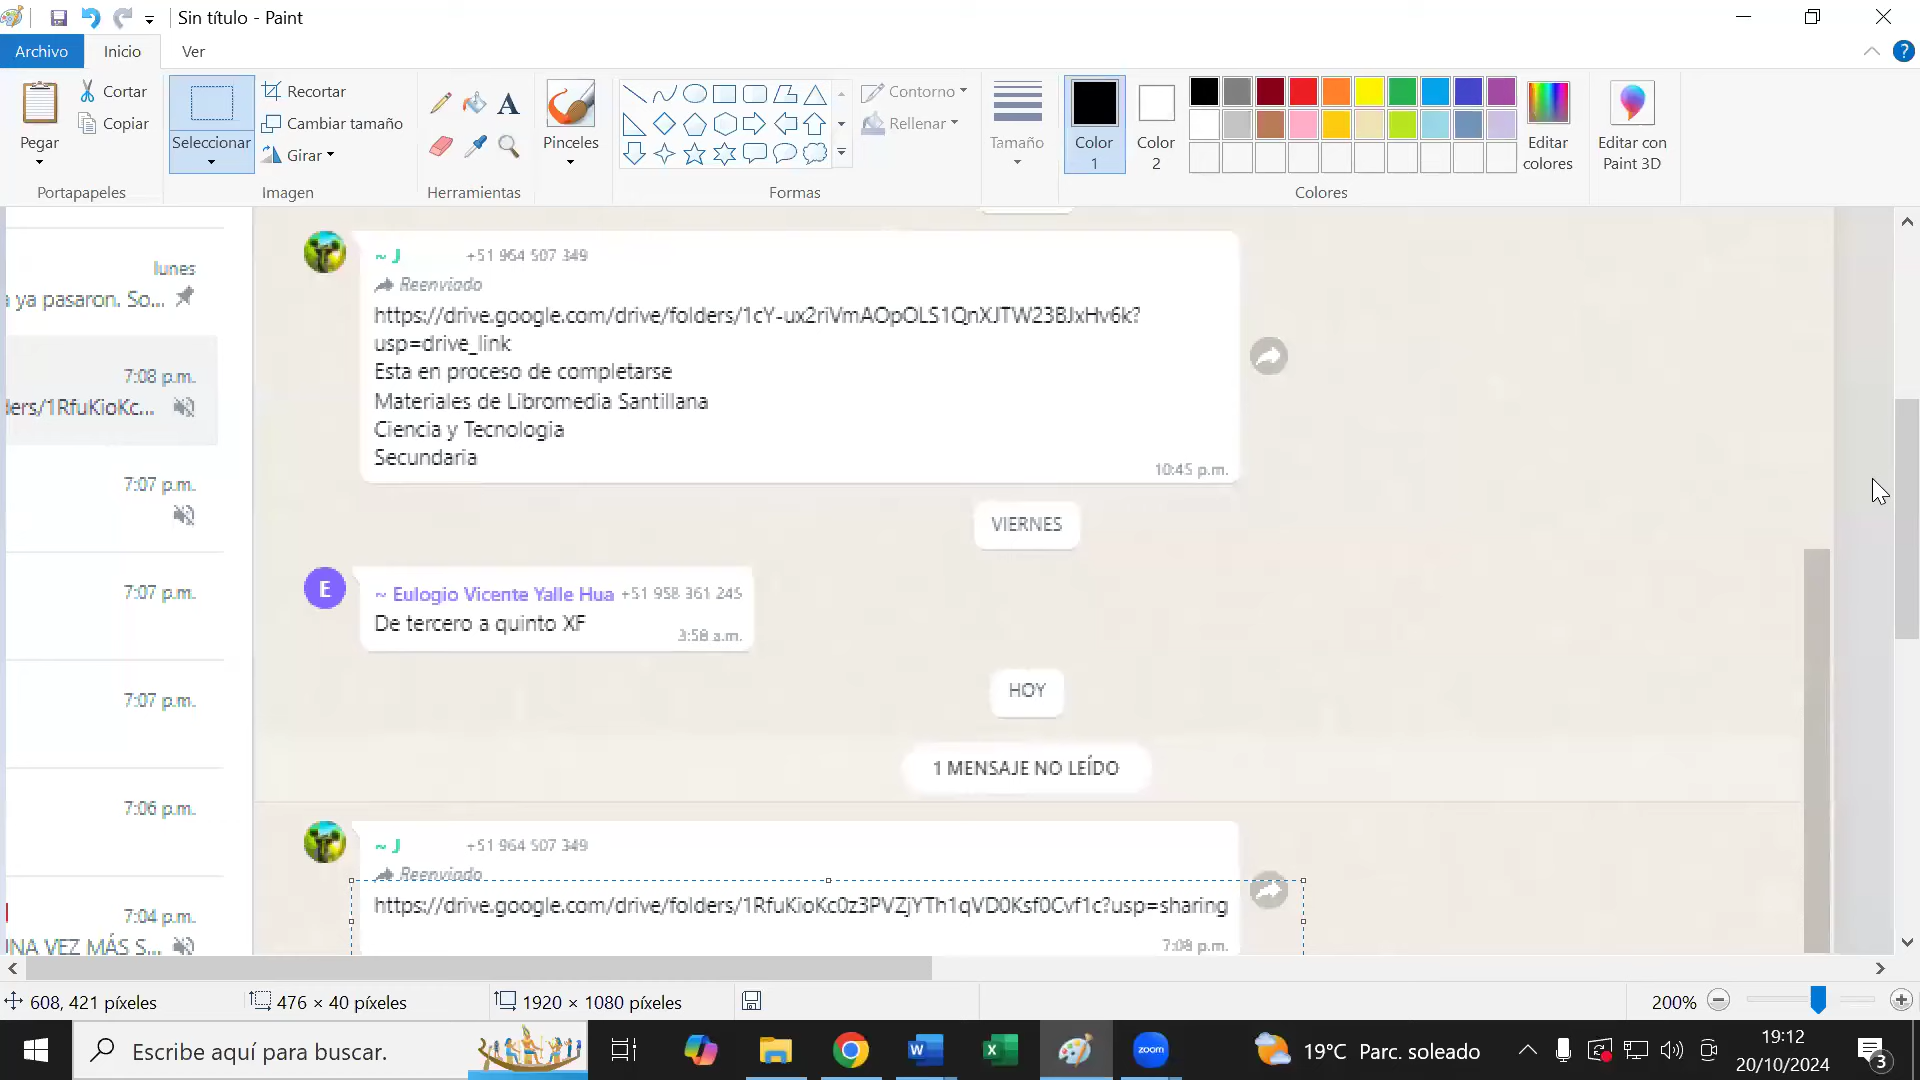 Sin título - Paint
Archivo
Inicio
Ver
Pegar
Cortar
Copiar
Portapapeles
Seleccionar
Recortar
Cambiar tamaño
Girar
Imagen
Herramientas
Pinceles
Contorno
Rellenar
Formas
Tamaño
Color
1
Color
2
Editar
colores
Colores
Editar con
Paint 3D
lunes
ya pasaron. So...
7:08 p.m.
ders/1RfuKioKc...
7:07 p.m.
7:07 p.m.
7:07 p.m.
7:06 p.m.
7:04 p.m.
UNA VEZ MÁS S...
~ J +51 964 507 349
Reenviado
https://drive.google.com/drive/folders/1cY-ux2riVmAOpOLS1QnXJTW23BJxHv6k?
usp=drive_link
Esta en proceso de completarse
Materiales de Libromedia Santillana
Ciencia y Tecnologia
Secundaria
10:45 p.m.
VIERNES
E
~ Eulogio Vicente Yalle Hua +51 958 361 245
De tercero a quinto XF
3:58 a.m.
HOY
1 MENSAJE NO LEÍDO
~ J +51 964 507 349
Reenviado
https://drive.google.com/drive/folders/1RfuKioKc0z3PVZjYTh1qVD0Ksf0Cvf1c?usp=sharing
7:08 p.m.
608, 421 píxeles
476 × 40 píxeles
1920 × 1080 píxeles
200%
Escribe aquí para buscar.
zoom
19°C Parc. soleado
19:12
20/10/2024
3